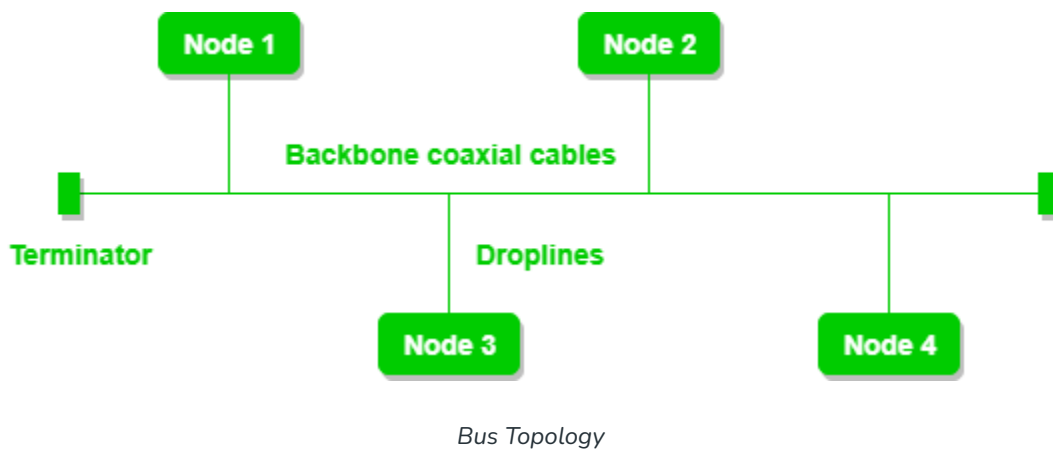 Node 1
Node 2
Backbone coaxial cables
Terminator
Droplines
Node 3
Node 4
Bus Topology